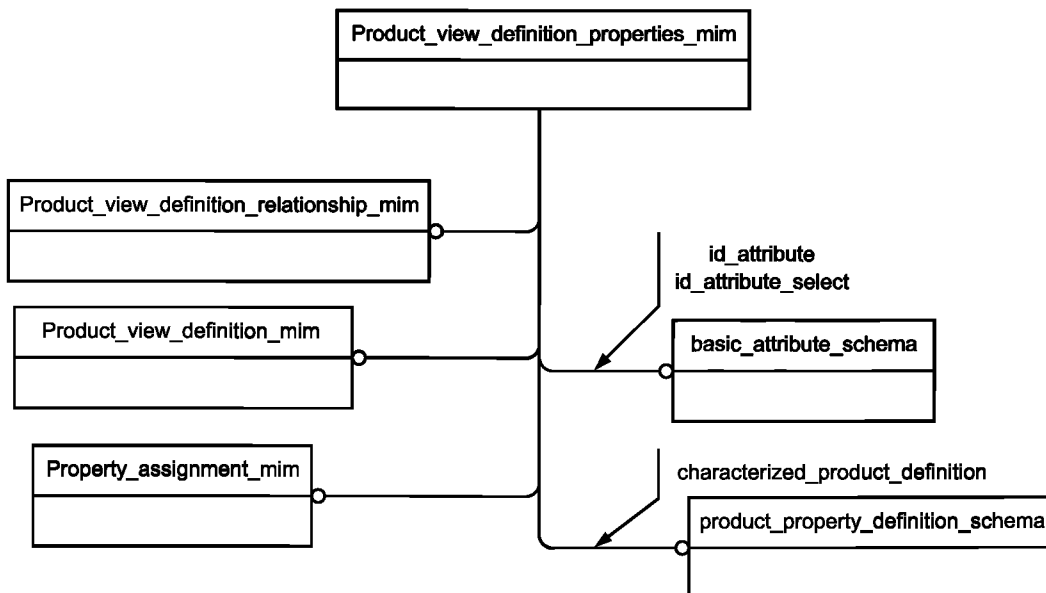 Product_view_definition_properties_mim
Product_view_definition_relationship_mim
id_attribute
id_attribute_select
Product_view_definition_mim
basic_attribute_schema
Property_assignment_mim
characterized_product_definition
product_property_definition_schema